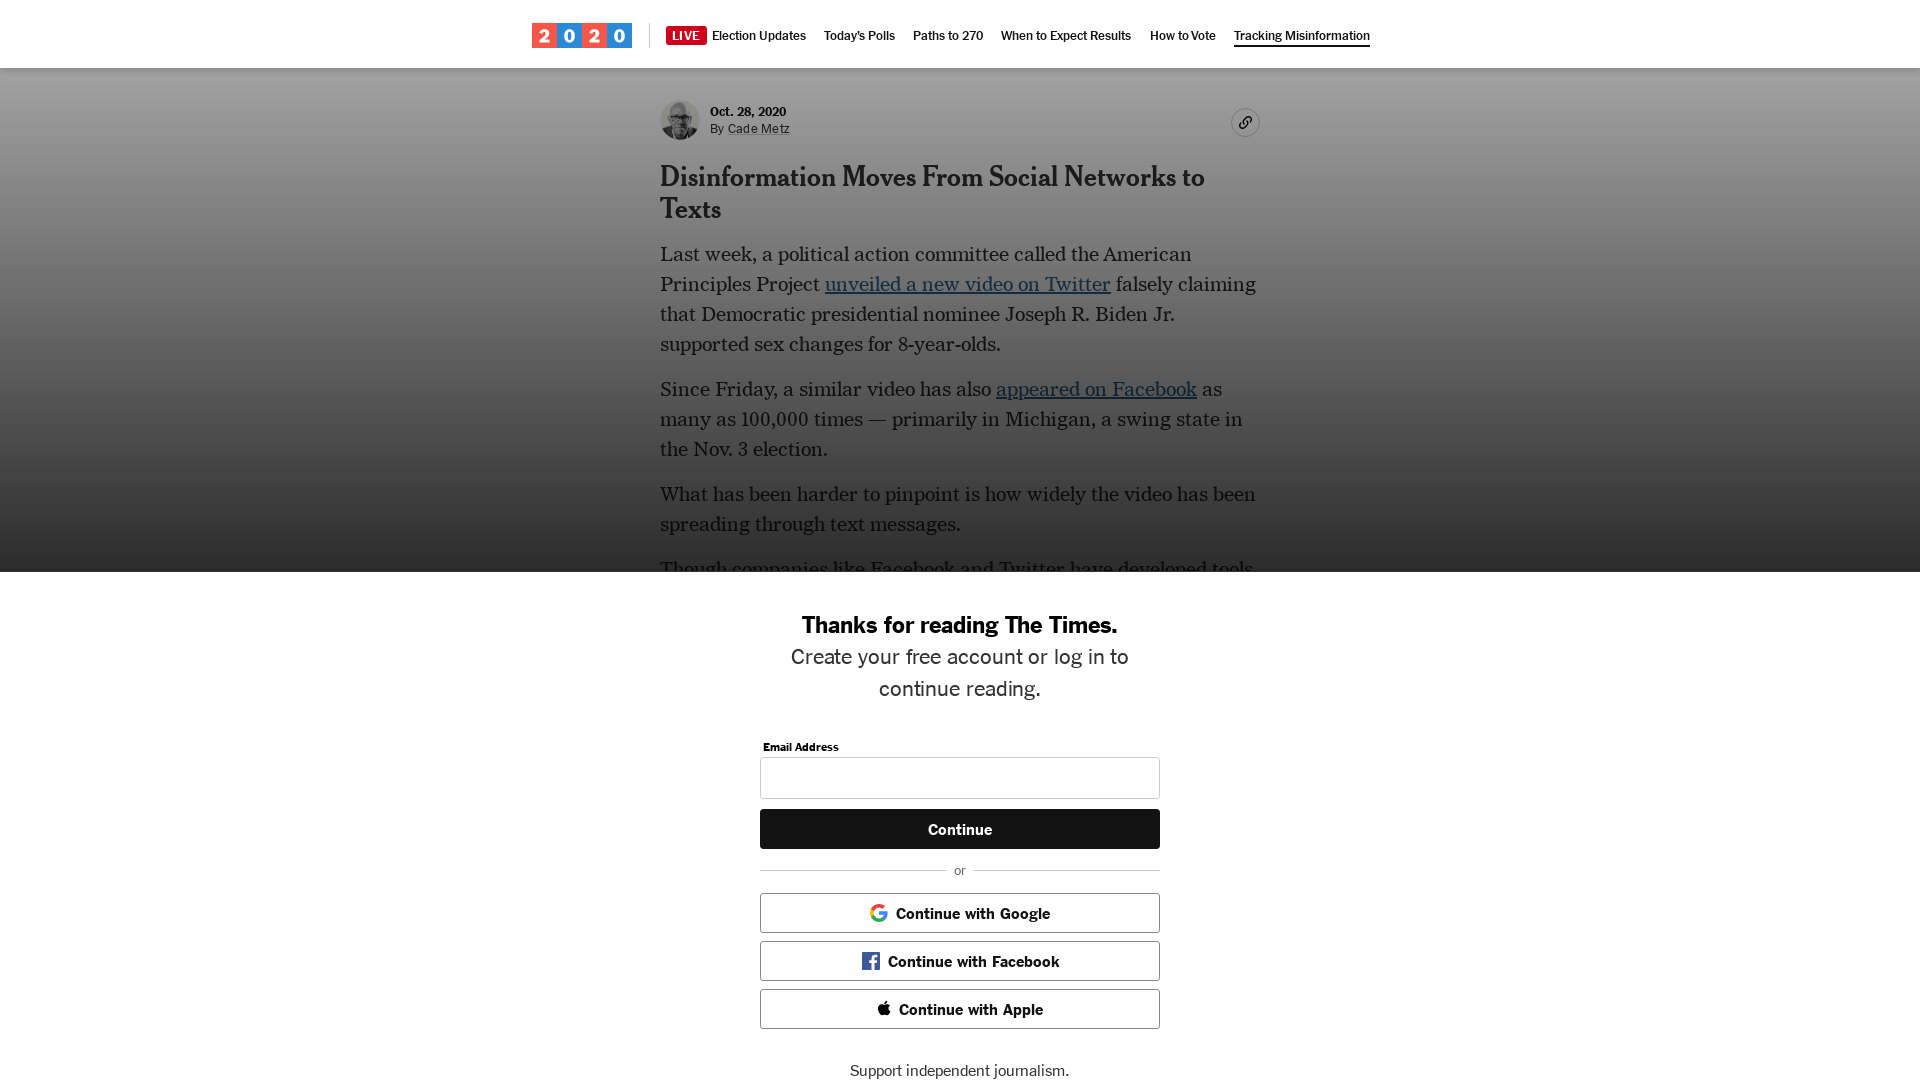 2020 LIVE Election Updates Today's Polls Paths to 270 When to Expect Results How to Vote Tracking Misinformation
Oct. 28, 2020
By Cade Metz
Disinformation Moves From Social Networks to
Texts
Last week, a political action committee called the American
Principles Project unveiled a new video on Twitter falsely claiming
that Democratic presidential nominee Joseph R. Biden Jr.
supported sex changes for 8-year-olds.
Since Friday, a similar video has also appeared on Facebook as
many as 100,000 times — primarily in Michigan, a swing state in
the Nov. 3 election.
What has been harder to pinpoint is how widely the video has been
spreading through text messages.
Though companies like Facebook and Twitter have developed tools
Thanks for reading The Times.
Create your free account or log in to
continue reading.
Email Address
Continue
or
Continue with Google
Continue with Facebook
Continue with Apple
Support independent journalism.